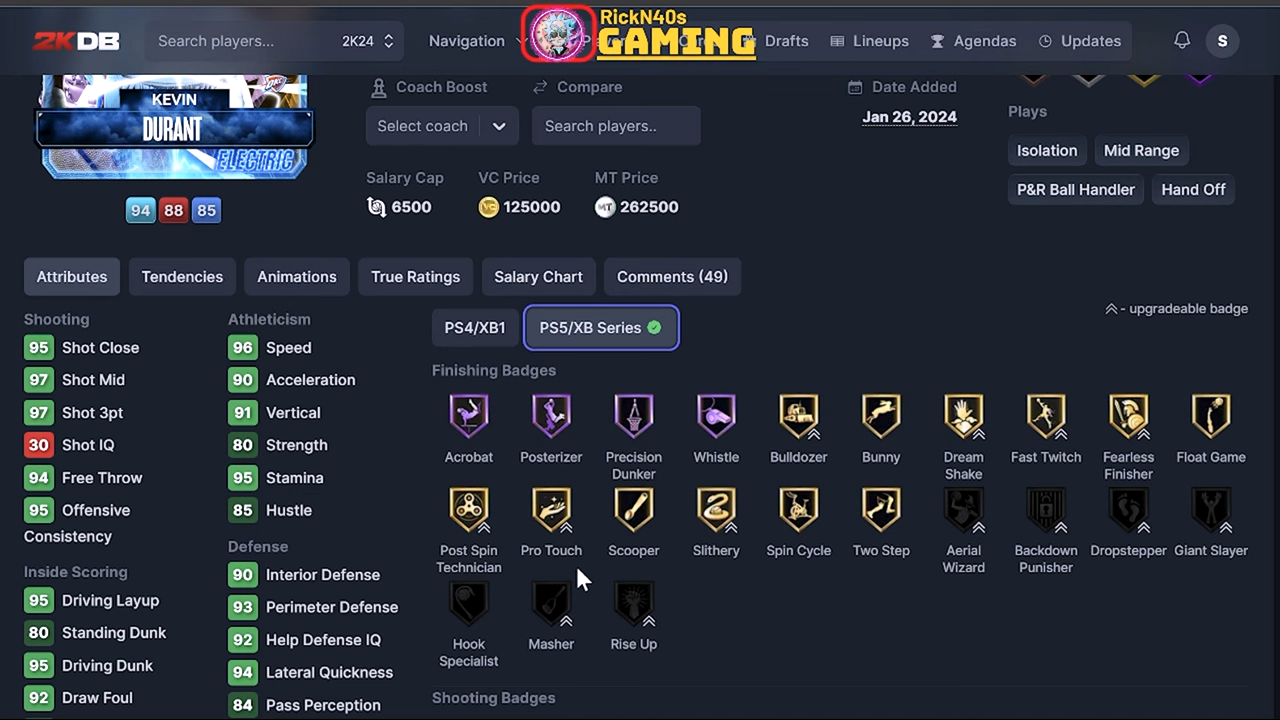 2KDB
Search players...
2K24
Navigation
RickN40s
GAMING
Drafts
Lineups
Agendas
Updates
S
KEVIN
DURANT
ELECTRIC
94 88 85
Coach Boost
Select coach
Compare
Search players..
Date Added
Jan 26, 2024
Salary Cap
6500
VC Price
VC 125000
MT Price
MT 262500
Plays
Isolation
Mid Range
P&R Ball Handler
Hand Off
Attributes
Tendencies
Animations
True Ratings
Salary Chart
Comments (49)
Shooting
95 Shot Close
97 Shot Mid
97 Shot 3pt
30 Shot IQ
94 Free Throw
95 Offensive
Consistency
Inside Scoring
95 Driving Layup
80 Standing Dunk
95 Driving Dunk
92 Draw Foul
Athleticism
96 Speed
90 Acceleration
91 Vertical
80 Strength
95 Stamina
85 Hustle
Defense
90 Interior Defense
93 Perimeter Defense
92 Help Defense IQ
94 Lateral Quickness
84 Pass Perception
PS4/XB1
PS5/XB Series
- upgradeable badge
Finishing Badges
Acrobat
Posterizer
Precision
Dunker
Whistle
Bulldozer
Bunny
Dream
Shake
Fast Twitch
Fearless
Finisher
Float Game
Post Spin
Technician
Pro Touch
Scooper
Slithery
Spin Cycle
Two Step
Aerial
Wizard
Backdown
Punisher
Dropstepper
Giant Slayer
Hook
Specialist
Masher
Rise Up
Shooting Badges